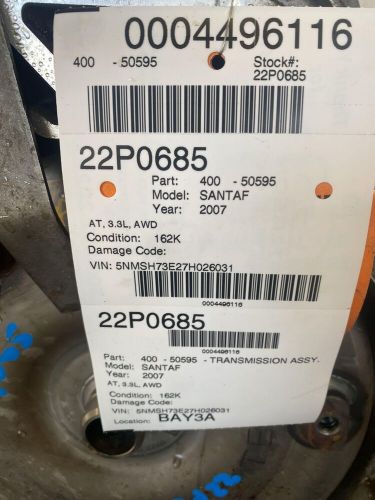 0004496116
400 - 50595 Stock#:
22P0685
22P0685
Part: 400 - 50595
Model: SANTAF
Year: 2007
AT, 3.3L, AWD
Condition: 162K
Damage Code:
VIN: 5NMSH73E27H026031
0004496116
22P0685
0004496116
Part: 400 - 50595 - TRANSMISSION ASSY.
Model: SANTAF
Year: 2007
AT, 3.3L, AWD
Condition: 162K
Damage Code:
VIN: 5NMSH73E27H026031
Location: BAY3A